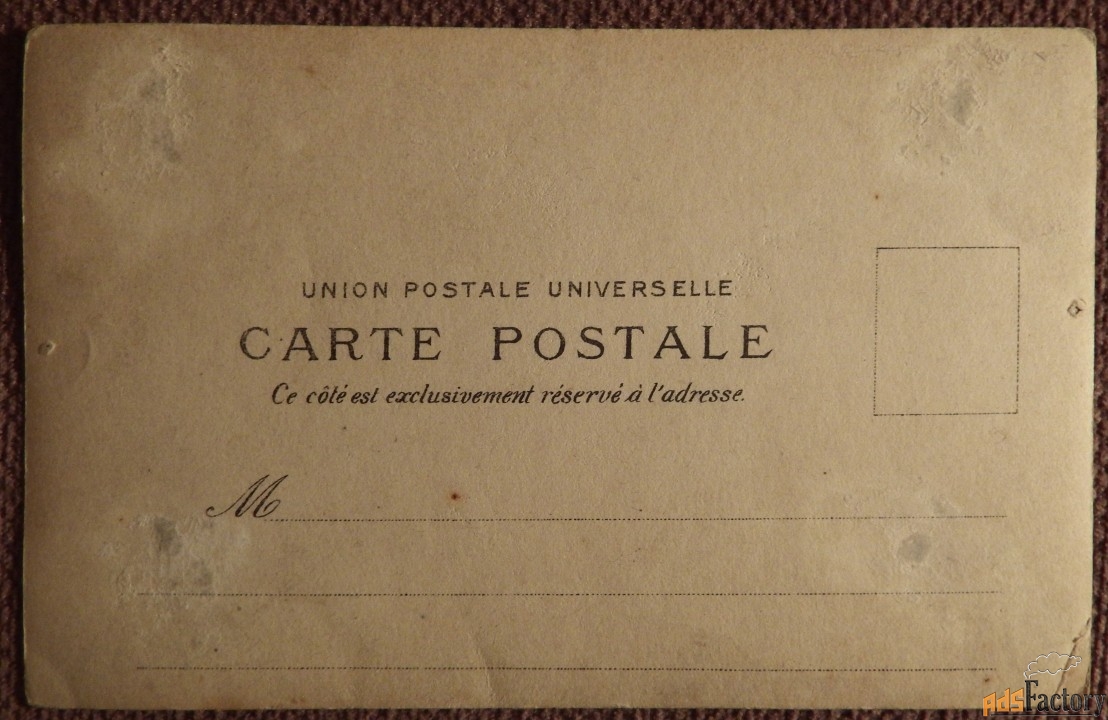 UNION POSTALE UNIVERSELLE
CARTE POSTALE
Ce côté est exclusivement réservé à l'adresse.
M
AdsFactory